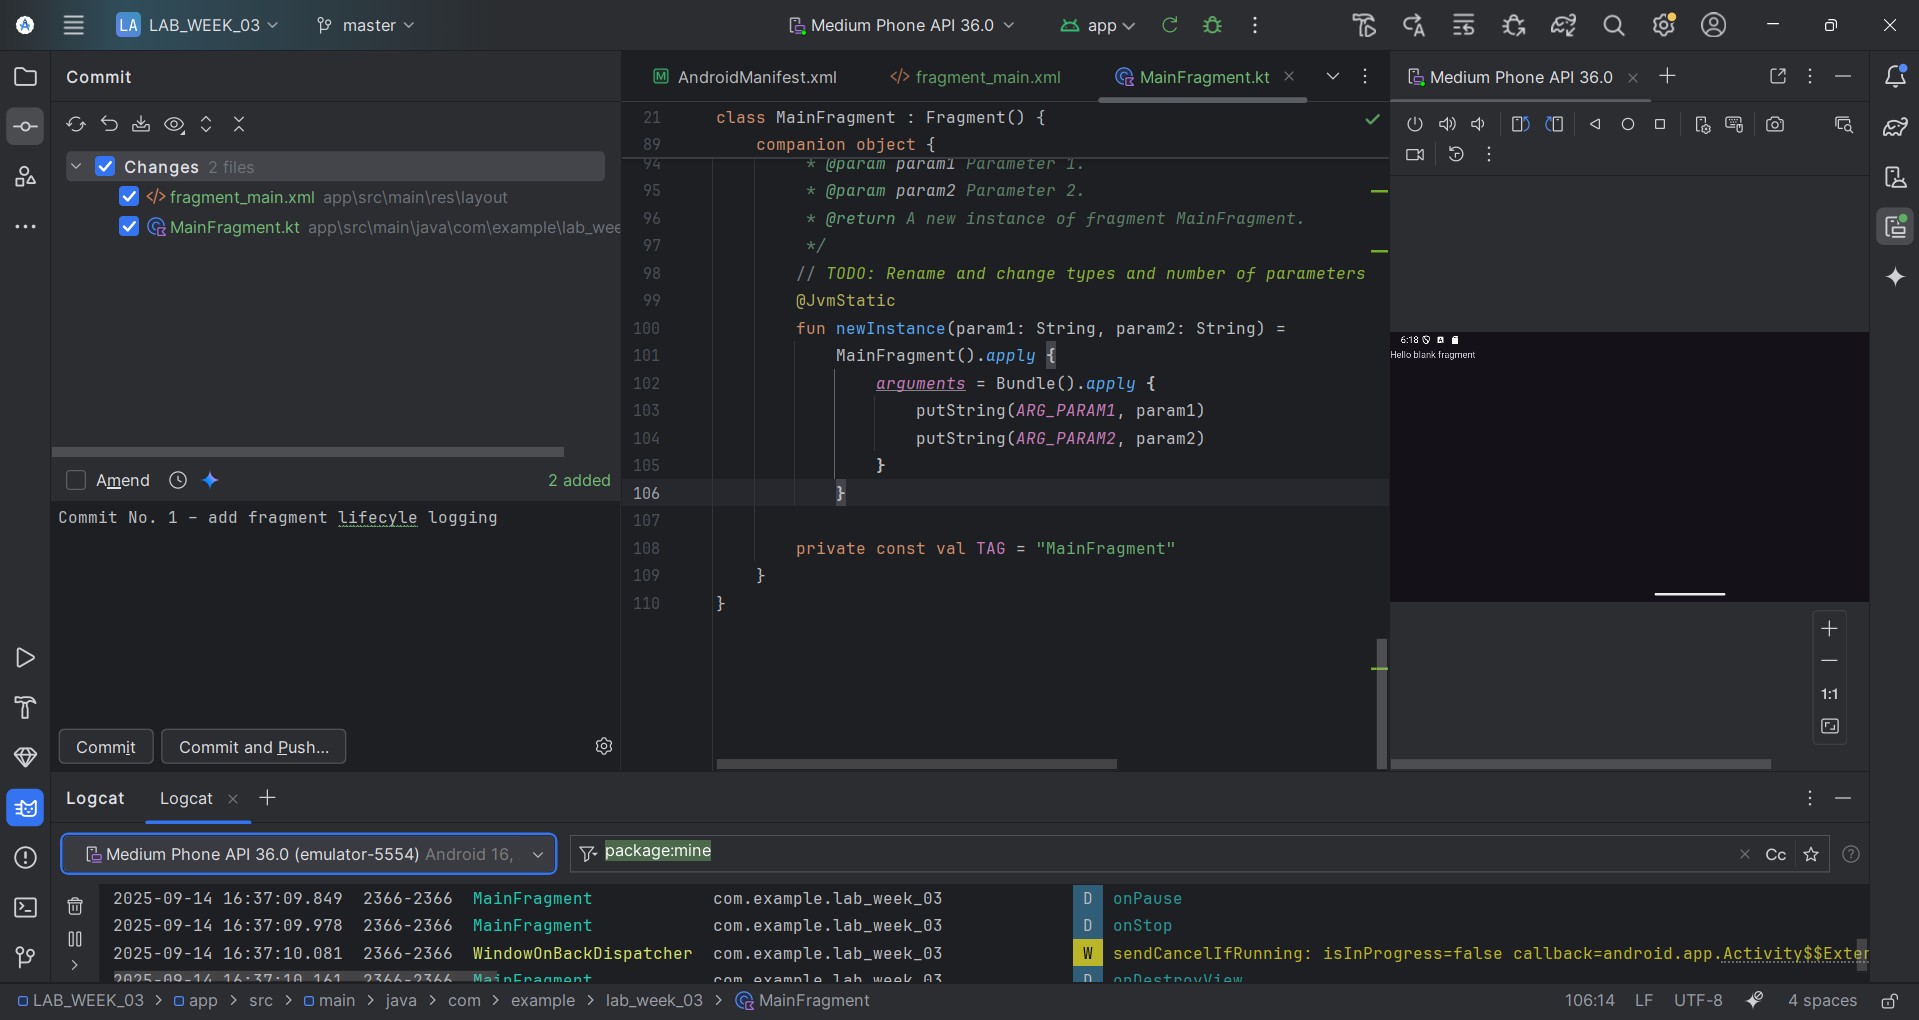 LA LAB_WEEK_03 master Medium Phone API 36.0 app
Commit
AndroidManifest.xml fragment_main.xml MainFragment.kt
Medium Phone API 36.0
Changes 2 files
fragment_main.xml app\src\main\res\layout
MainFragment.kt app\src\main\java\com\example\lab_wee
Amend 2 added
Commit No. 1 - add fragment lifecyle logging
Commit Commit and Push...
21 class MainFragment : Fragment() {
89 companion object {
94 * @param param1 Parameter 1.
95 * @param param2 Parameter 2.
96 * @return A new instance of fragment MainFragment.
97 */
98 // TODO: Rename and change types and number of parameters
99 @JvmStatic
100 fun newInstance(param1: String, param2: String) =
101 MainFragment().apply {
102 arguments = Bundle().apply {
103 putString(ARG_PARAM1, param1)
104 putString(ARG_PARAM2, param2)
105 }
106 }
107
108 private const val TAG = "MainFragment"
109 }
110 }
6:18
Hello blank fragment
1:1
Logcat Logcat
Medium Phone API 36.0 (emulator-5554) Android 16, package:mine Cc
2025-09-14 16:37:09.849 2366-2366 MainFragment com.example.lab_week_03 D onPause
2025-09-14 16:37:09.978 2366-2366 MainFragment com.example.lab_week_03 D onStop
2025-09-14 16:37:10.081 2366-2366 WindowOnBackDispatcher com.example.lab_week_03 W sendCancelIfRunning: isInProgress=false callback=android.app.Activity$$Exter
2025-09-14 16:37:10.161 2366-2366 MainFragment com.example.lab_week_03 D onDestroyView
LAB_WEEK_03 > app > src > main > java > com > example > lab_week_03 > MainFragment 106:14 LF UTF-8 4 spaces